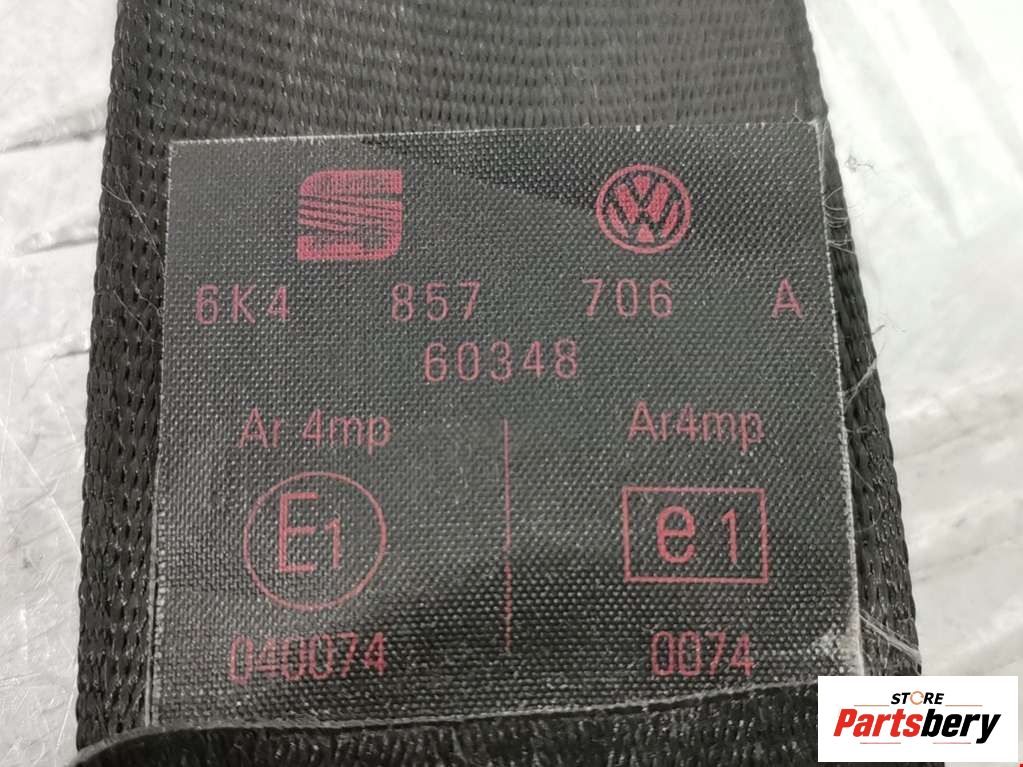 6K4 857 706 A
60348
Ar 4mp Ar4mp
E1 e1
040074 0074
STORE
Partsbery